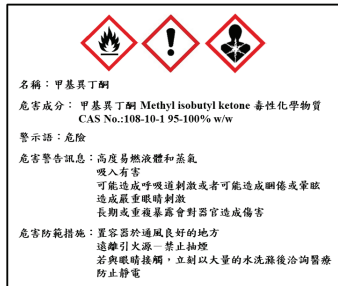 名稱：甲基異丁酮
危害成分： 甲基異丁酮 Methyl isobutyl ketone 毒性化學物質
CAS No.:108-10-1 95-100% w/w
警示語：危險
危害警告訊息：高度易燃液體和蒸氣
吸入有害
可能造成呼吸道刺激或者可能造成睏倦或暈眩
造成嚴重眼睛刺激
長期或重複暴露會對器官造成傷害
危害防範措施：置容器於通風良好的地方
遠離引火源－禁止抽煙
若與眼睛接觸，立刻以大量的水洗滌後洽詢醫療
防止靜電